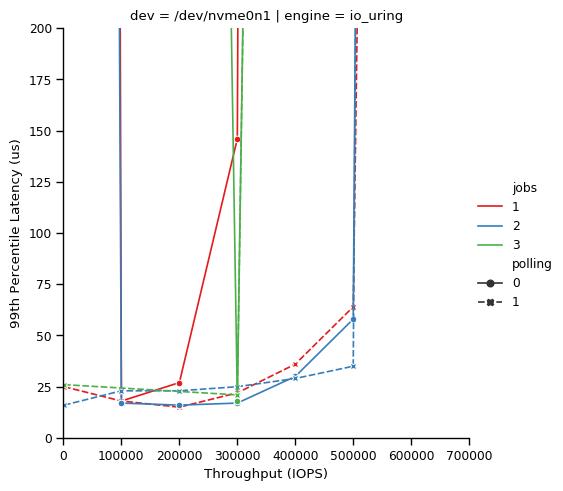 dev = /dev/nvme0n1 | engine = io_uring
200
175
150
125
100
75
50
25
0
99th Percentile Latency (us)
0 100000 200000 300000 400000 500000 600000 700000
Throughput (IOPS)
jobs
1
2
3
polling
0
1